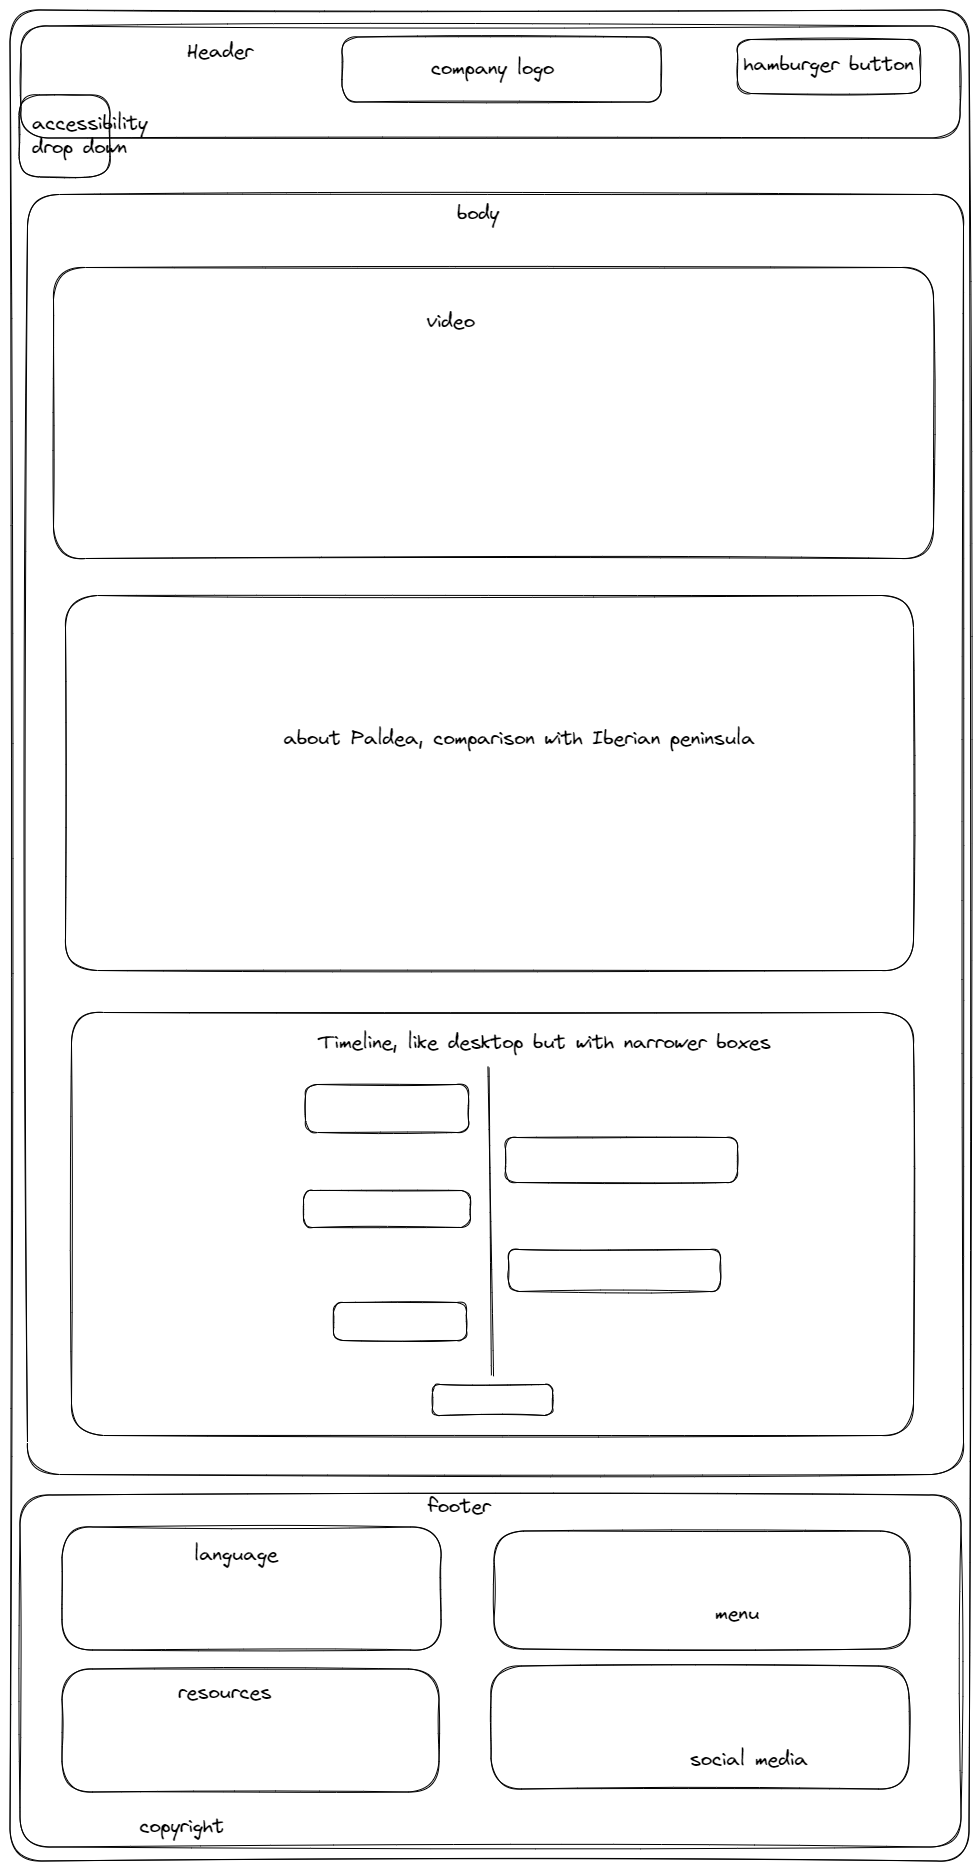 Header
company logo
hamburger button
accessibility
drop down
body
video
about Paldea, comparison with Iberian peninsula
Timeline, like desktop but with narrower boxes
footer
language
menu
resources
social media
copyright